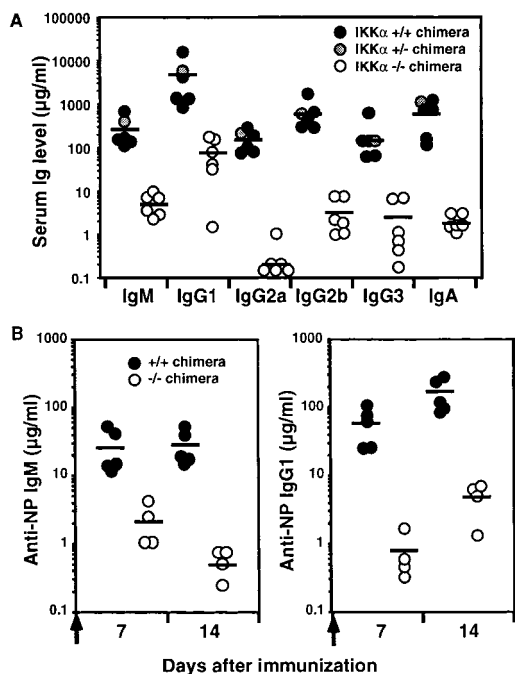 A
Serum Ig level (µg/ml)
100000
10000
1000
100
10
1
0.1
IKKα +/+ chimera
IKKα +/- chimera
IKKα -/- chimera
IgM IgG1 IgG2a IgG2b IgG3 IgA
B
Anti-NP IgM (µg/ml)
1000
100
10
1
0.1
+/+ chimera
-/- chimera
7 14
Anti-NP IgG1 (µg/ml)
1000
100
10
1
0.1
7 14
Days after immunization